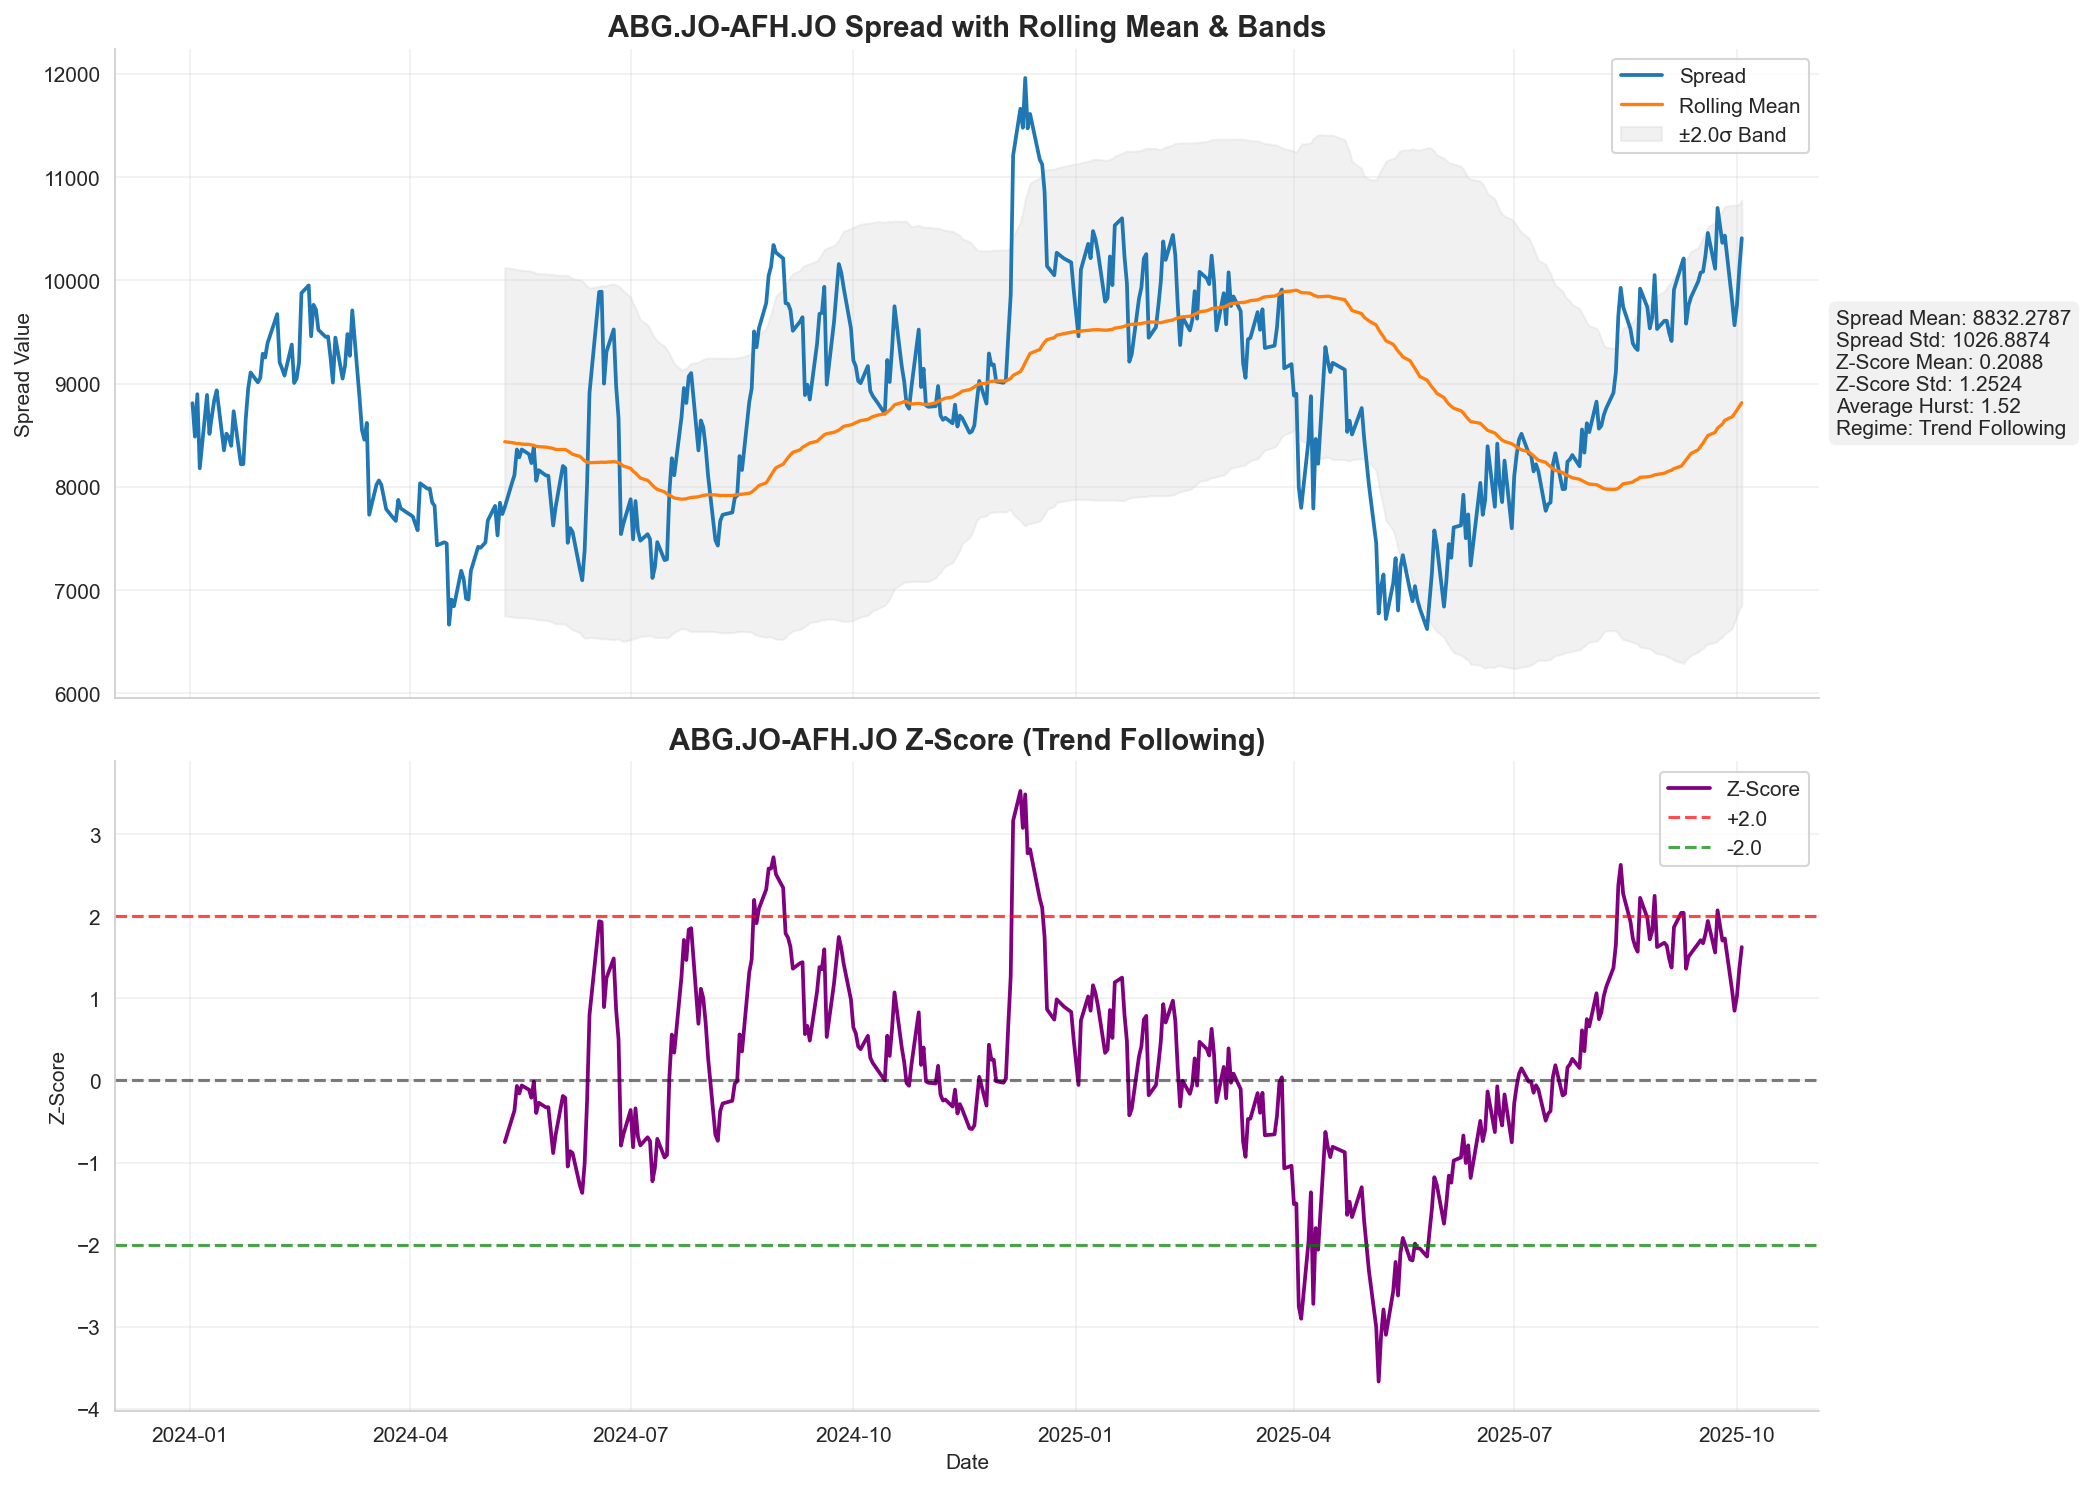 ABG.JO-AFH.JO Spread with Rolling Mean & Bands
12000
11000
10000
9000
8000
7000
6000
Spread Value
Spread
Rolling Mean
±2.0σ Band
Spread Mean: 8832.2787
Spread Std: 1026.8874
Z-Score Mean: 0.2088
Z-Score Std: 1.2524
Average Hurst: 1.52
Regime: Trend Following
ABG.JO-AFH.JO Z-Score (Trend Following)
3
2
1
0
−1
−2
−3
−4
Z-Score
Z-Score
+2.0
-2.0
2024-01
2024-04
2024-07
2024-10
2025-01
2025-04
2025-07
2025-10
Date